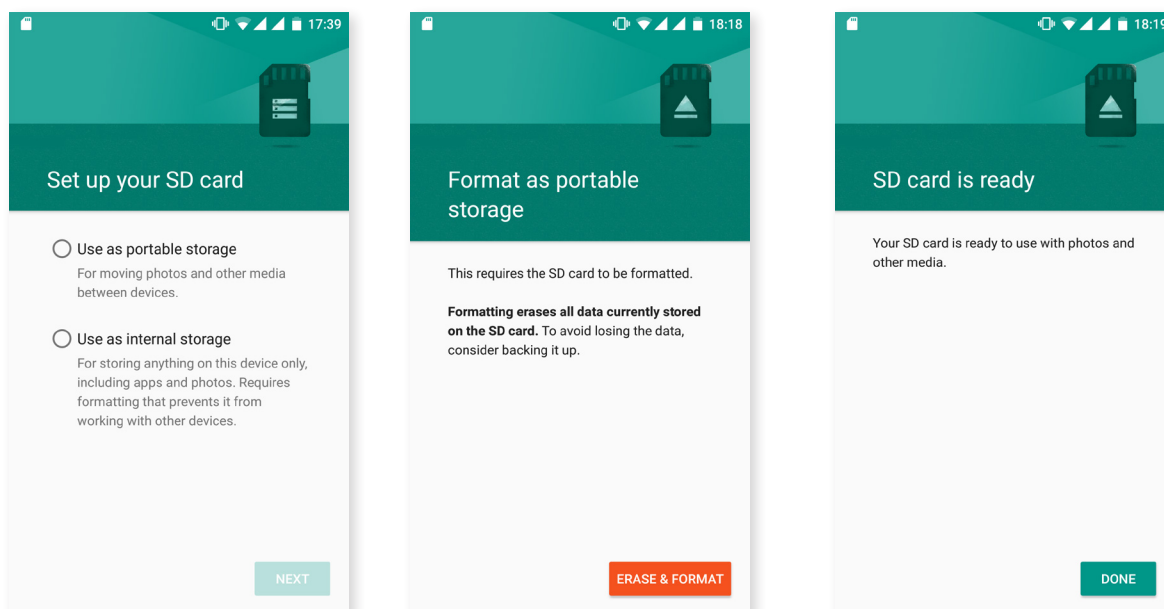 17:39
Set up your SD card
Use as portable storage
For moving photos and other media
between devices.
Use as internal storage
For storing anything on this device only,
including apps and photos. Requires
formatting that prevents it from
working with other devices.
NEXT
18:18
Format as portable
storage
This requires the SD card to be formatted.
Formatting erases all data currently stored
on the SD card. To avoid losing the data,
consider backing it up.
ERASE & FORMAT
18:19
SD card is ready
Your SD card is ready to use with photos and
other media.
DONE